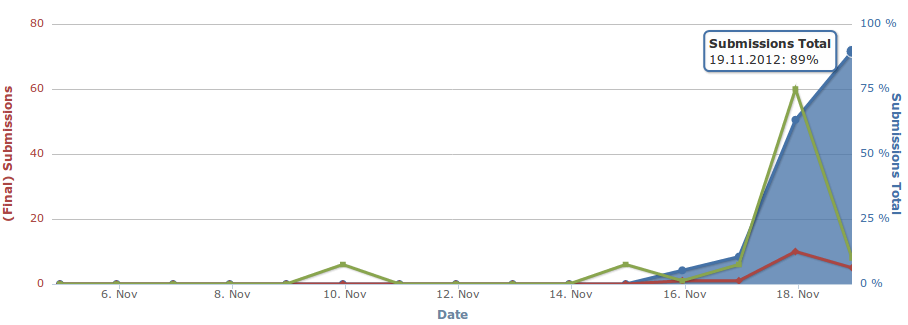 80
60
40
20
0
(Final) Submissions
100 %
75 %
50 %
25 %
0 %
Submissions Total
Submissions Total
19.11.2012: 89%
6. Nov
8. Nov
10. Nov
12. Nov
14. Nov
16. Nov
18. Nov
Date